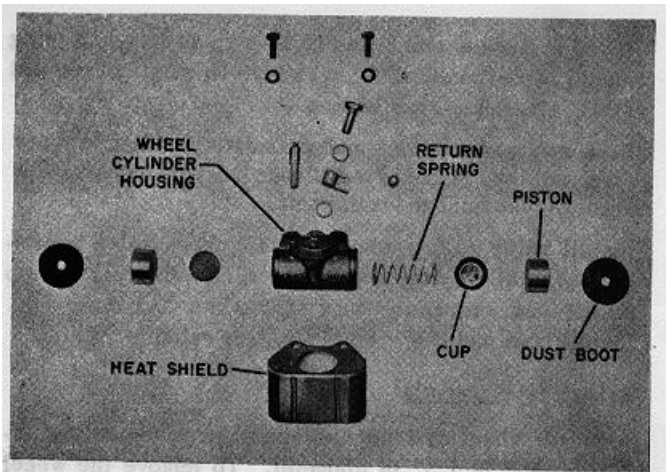 WHEEL
CYLINDER
HOUSING
RETURN
SPRING
PISTON
CUP
DUST BOOT
HEAT SHIELD